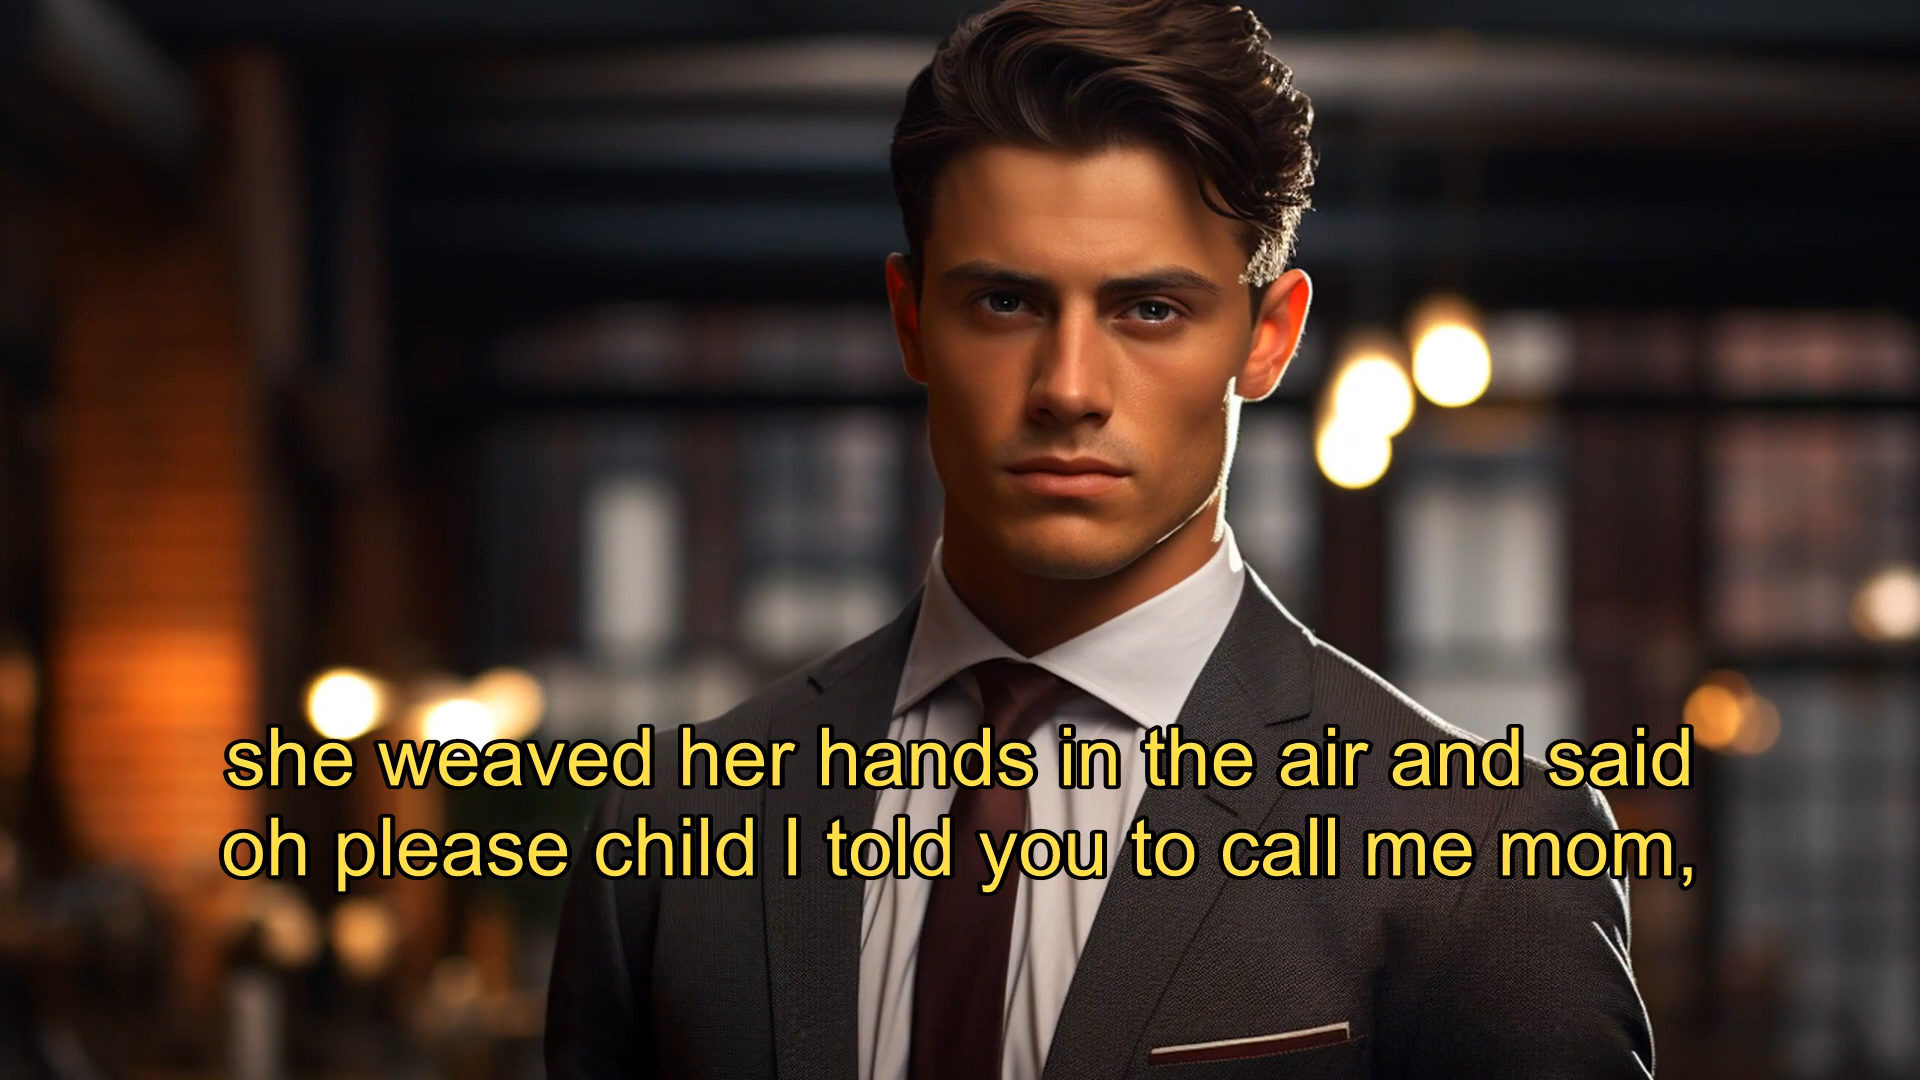 she weaved her hands in the air and said
oh please child I told you to call me mom,